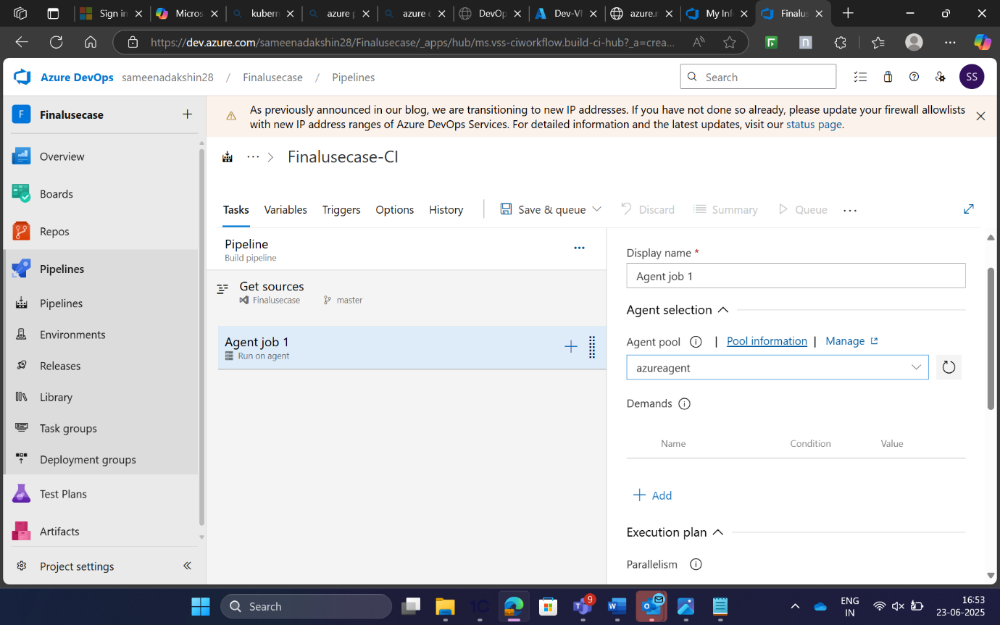 Sign in
Micros
kubern
azure p
azure c
DevOp
Dev-VM
azure.r
My Inf
Finalus
https://dev.azure.com/sameenadakshin28/Finalusecase/_apps/hub/ms.vss-ciworkflow.build-ci-hub?_a=crea...
Azure DevOps sameenadakshin28 / Finalusecase / Pipelines
Search
SS
F Finalusecase
As previously announced in our blog, we are transitioning to new IP addresses. If you have not done so already, please update your firewall allowlists
with new IP address ranges of Azure DevOps Services. For detailed information and the latest updates, visit our status page.
Overview
Boards
Repos
Pipelines
Pipelines
Environments
Releases
Library
Task groups
Deployment groups
Test Plans
Artifacts
Project settings
Finalusecase-CI
Tasks Variables Triggers Options History Save & queue Discard Summary Queue
Pipeline
Build pipeline
Get sources
Finalusecase master
Agent job 1
Run on agent
Display name *
Agent job 1
Agent selection
Agent pool | Pool information | Manage
azureagent
Demands
Name Condition Value
Add
Execution plan
Parallelism
Search
9
ENG
IN
16:53
23-06-2025